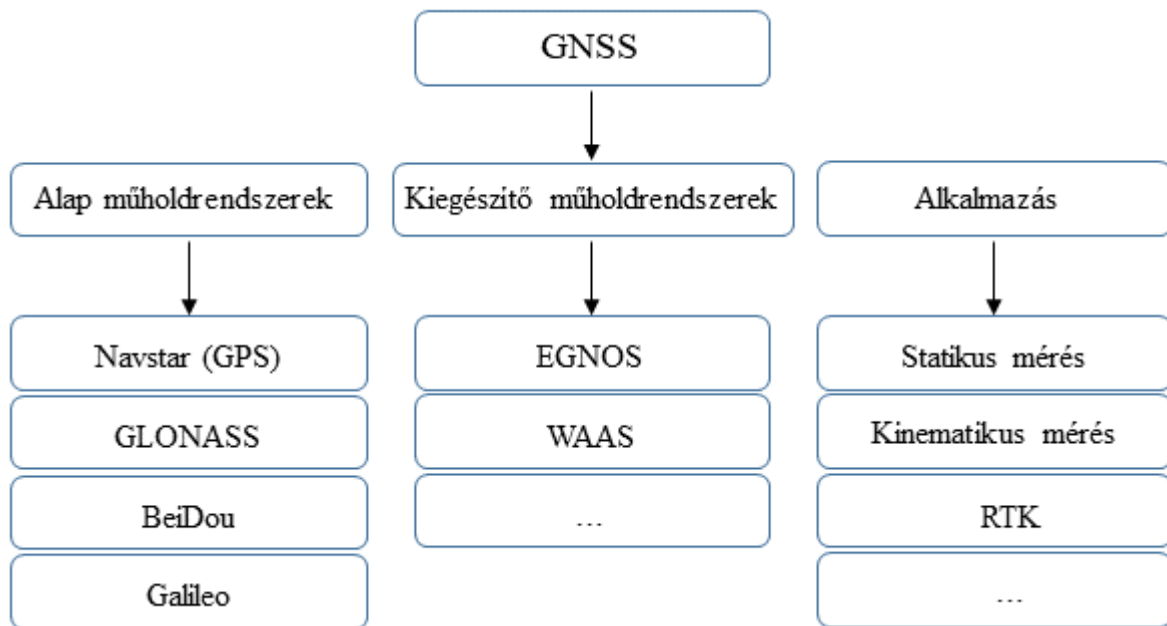 GNSS
Alap műholdrendszerek
Kiegészítő műholdrendszerek
Alkalmazás
Navstar (GPS)
GLONASS
BeiDou
Galileo
EGNOS
WAAS
...
Statikus mérés
Kinematikus mérés
RTK
...